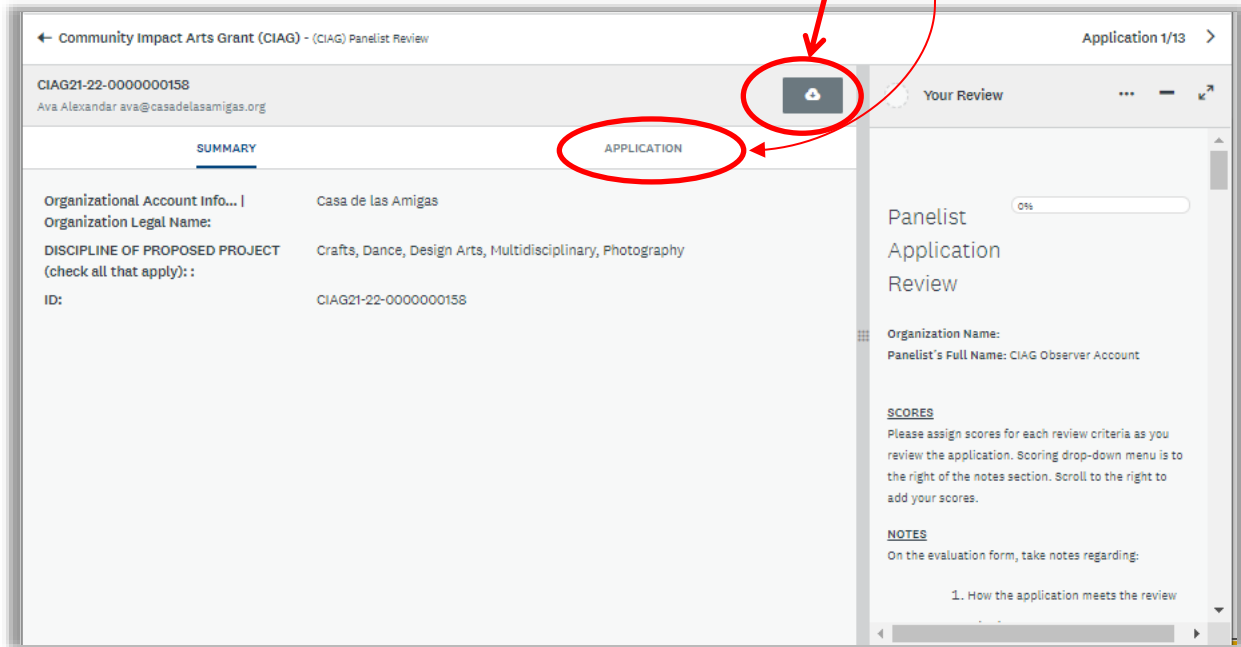 ← Community Impact Arts Grant (CIAG) - (CIAG) Panelist Review
Application 1/13 >
CIAG21-22-0000000158
Ava Alexandar ava@casadelasamigas.org
SUMMARY
APPLICATION
Organizational Account Info... |
Organization Legal Name:
Casa de las Amigas
DISCIPLINE OF PROPOSED PROJECT
(check all that apply): :
Crafts, Dance, Design Arts, Multidisciplinary, Photography
ID:
CIAG21-22-0000000158
Your Review
0%
Panelist
Application
Review
Organization Name:
Panelist's Full Name: CIAG Observer Account
SCORES
Please assign scores for each review criteria as you
review the application. Scoring drop-down menu is to
the right of the notes section. Scroll to the right to
add your scores.
NOTES
On the evaluation form, take notes regarding:
1. How the application meets the review